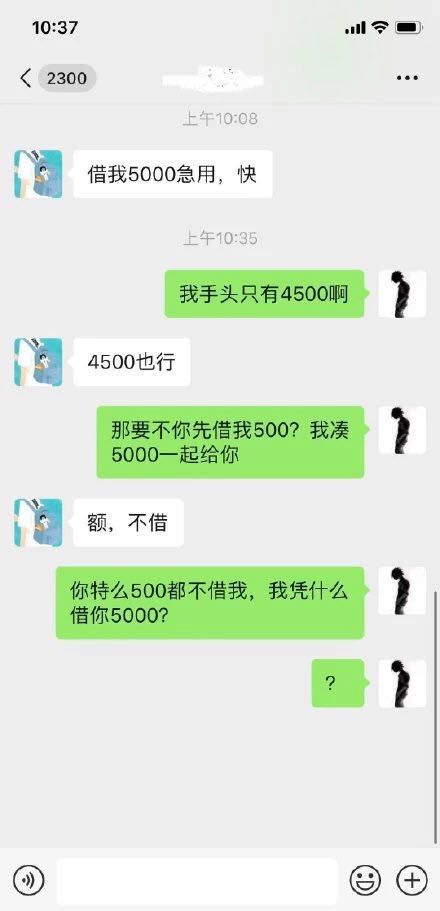 10:37
2300
上午10:08
借我5000急用，快
上午10:35
我手头只有4500啊
4500也行
那要不你先借我500？我凑
5000一起给你
额，不借
你特么500都不借我，我凭什么
借你5000？
？